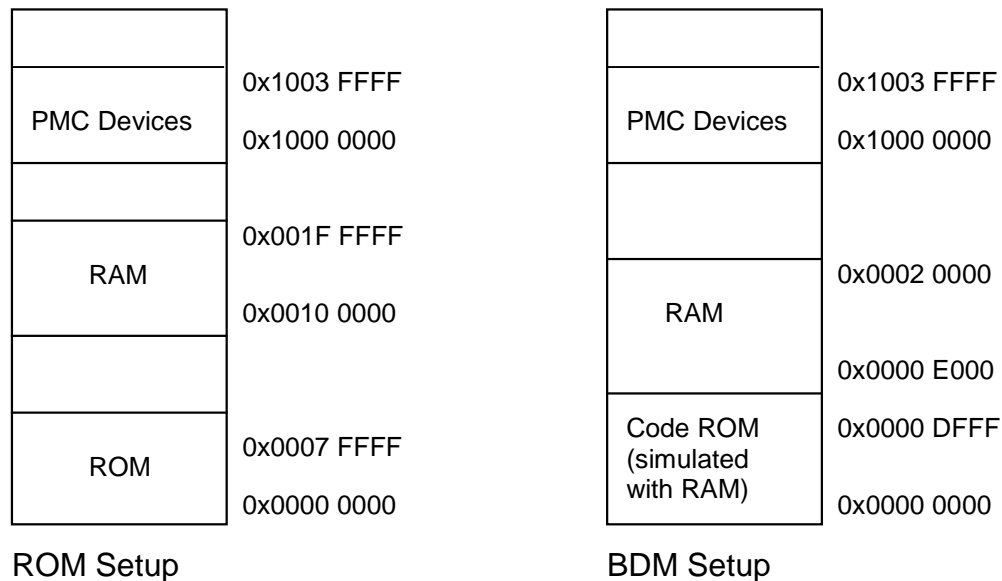 0x1003 FFFF
PMC Devices
0x1000 0000
0x001F FFFF
RAM
0x0010 0000
0x0007 FFFF
ROM
0x0000 0000
ROM Setup
0x1003 FFFF
PMC Devices
0x1000 0000
0x0002 0000
RAM
0x0000 E000
Code ROM
(simulated
with RAM)
0x0000 DFFF
0x0000 0000
BDM Setup